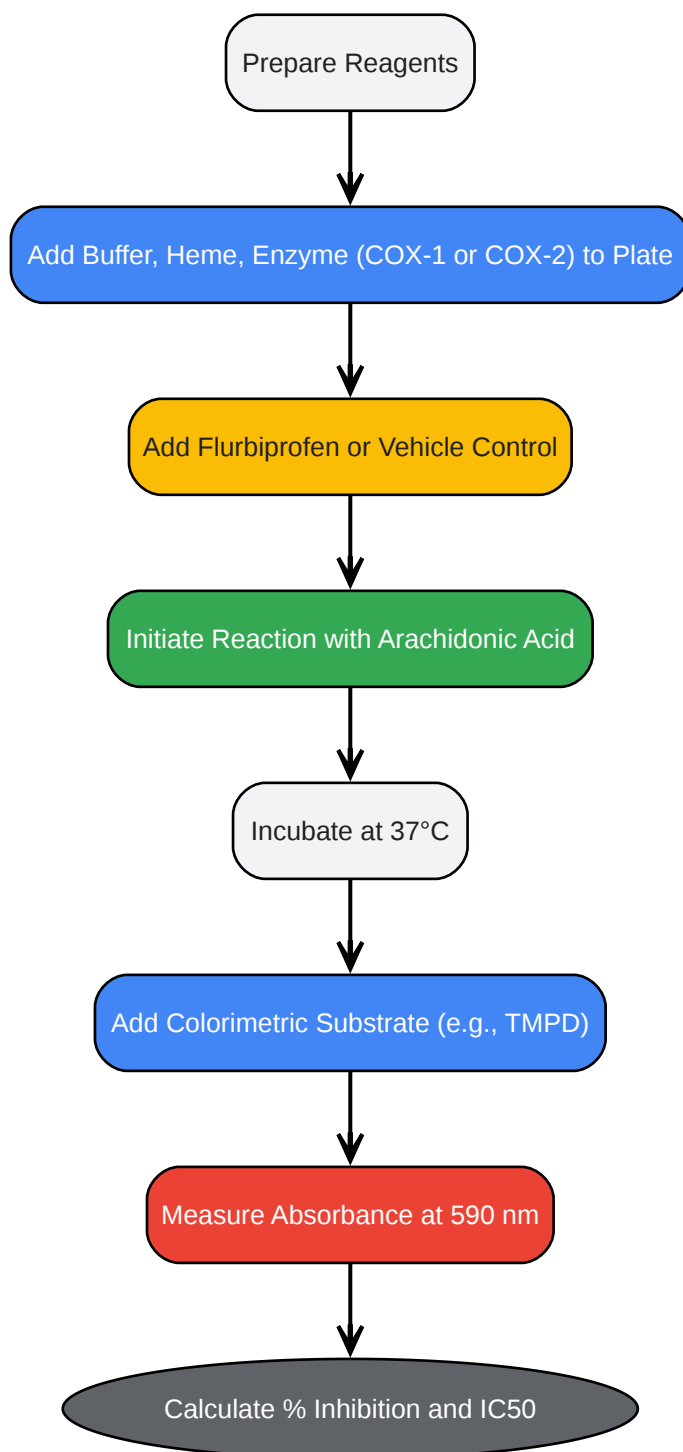 Prepare Reagents
Add Buffer, Heme, Enzyme (COX-1 or COX-2) to Plate
Add Flurbiprofen or Vehicle Control
Initiate Reaction with Arachidonic Acid
Incubate at 37°C
Add Colorimetric Substrate (e.g., TMPD)
Measure Absorbance at 590 nm
Calculate % Inhibition and IC50